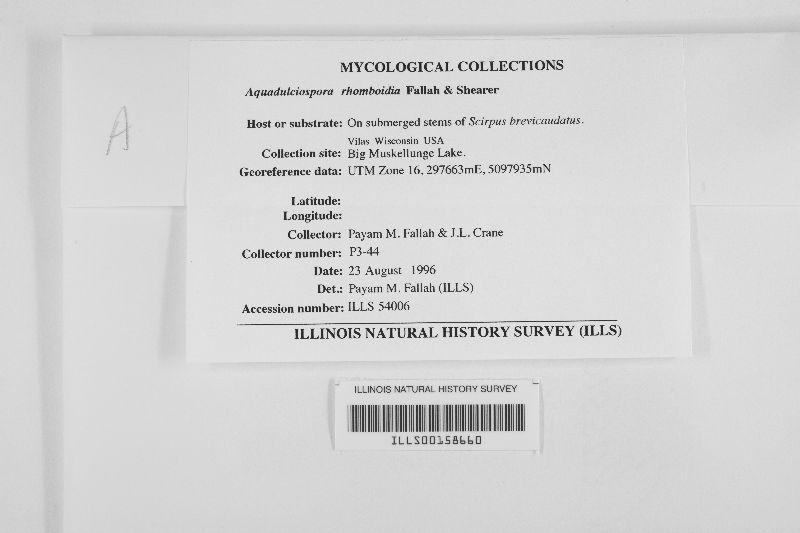 A
MYCOLOGICAL COLLECTIONS
Aquadulciospora rhomboidia Fallah & Shearer
Host or substrate: On submerged stems of Scirpus brevicaudatus.
Vilas Wisconsin USA
Collection site: Big Muskellunge Lake.
Georeference data: UTM Zone 16, 297663mE, 5097935mN
Latitude:
Longitude:
Collector: Payam M. Fallah & J.L. Crane
Collector number: P3-44
Date: 23 August 1996
Det.: Payam M. Fallah (ILLS)
Accession number: ILLS 54006
ILLINOIS NATURAL HISTORY SURVEY (ILLS)
ILLINOIS NATURAL HISTORY SURVEY
ILLS00158660